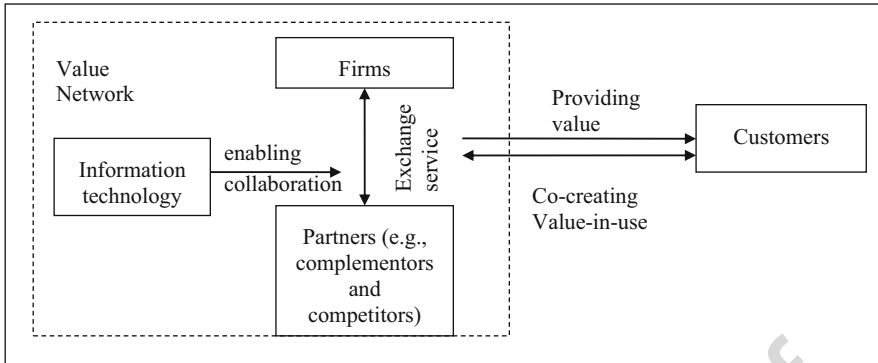 Value
Network
Firms
Information
technology
enabling
collaboration
Exchange
service
Partners (e.g.,
complementors
and
competitors)
Providing
value
Co-creating
Value-in-use
Customers